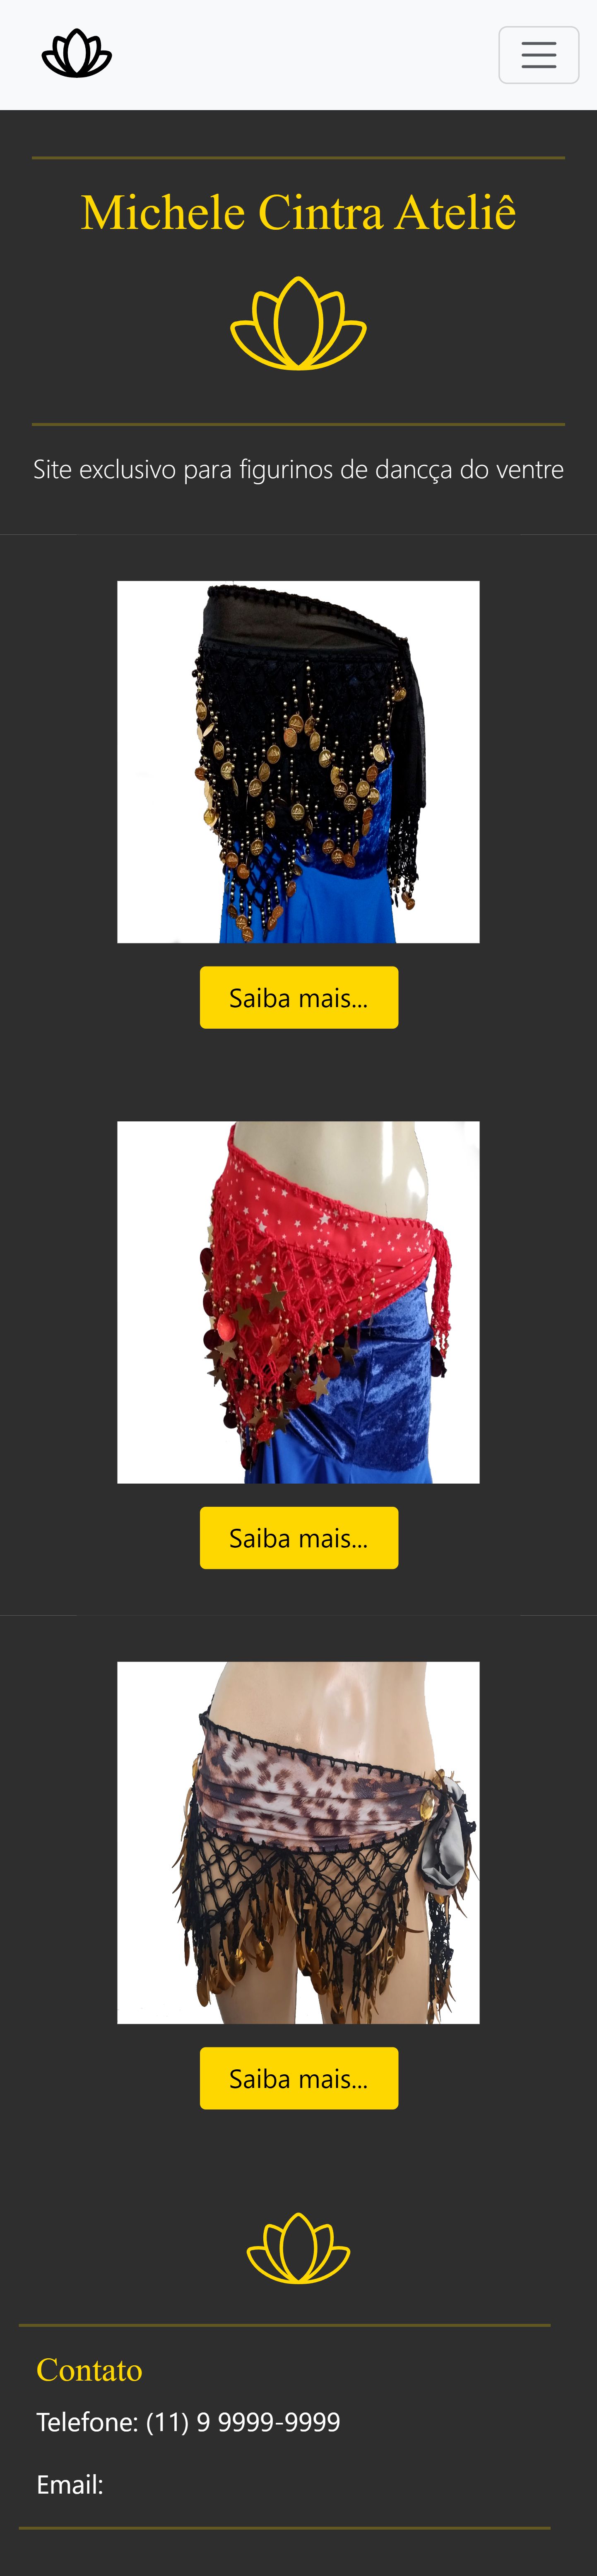 Michele Cintra Ateliê
Site exclusivo para figurinos de dancça do ventre
Saiba mais...
Saiba mais...
Saiba mais...
Contato
Telefone: (11) 9 9999-9999
Email: